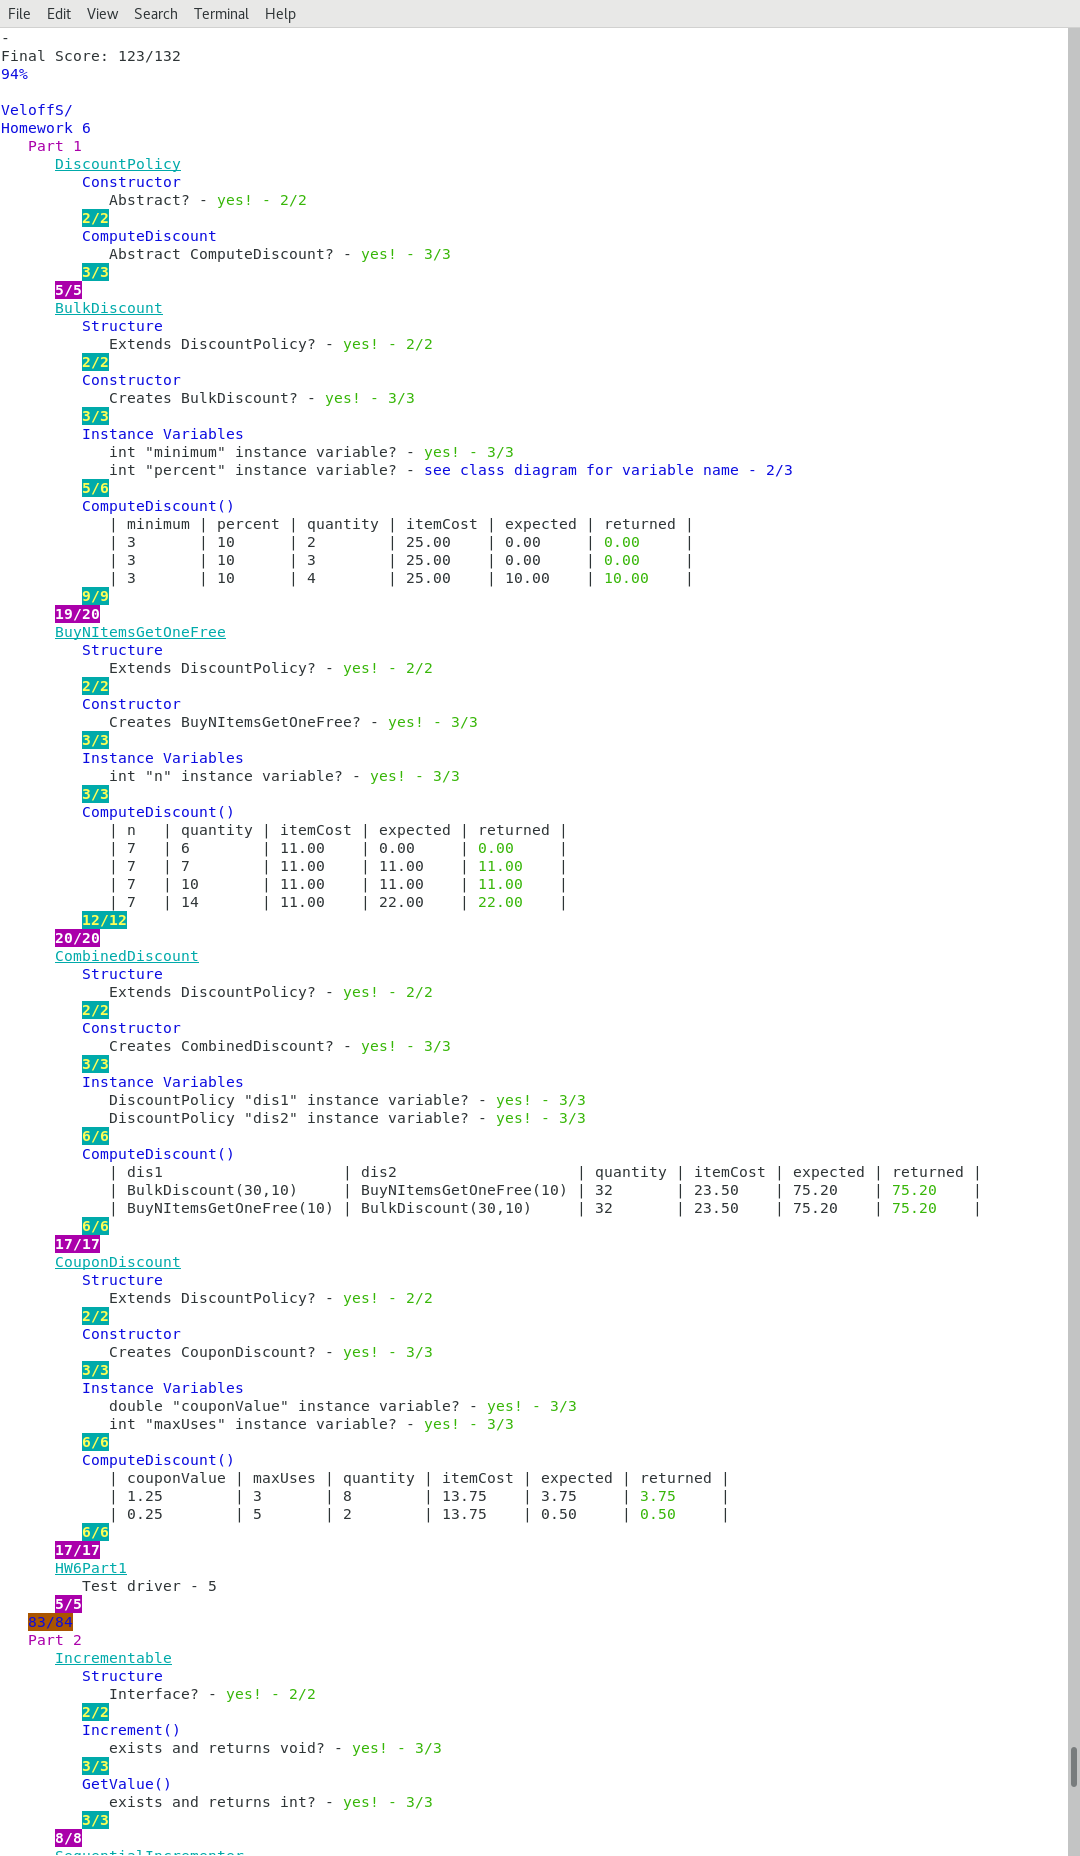 File Edit View Search Terminal Help
-
Final Score: 123/132
94%
VeloffS/
Homework 6
Part 1
DiscountPolicy
Constructor
Abstract? - yes! - 2/2
2/2
ComputeDiscount
Abstract ComputeDiscount? - yes! - 3/3
3/3
5/5
BulkDiscount
Structure
Extends DiscountPolicy? - yes! - 2/2
2/2
Constructor
Creates BulkDiscount? - yes! - 3/3
3/3
Instance Variables
int "minimum" instance variable? - yes! - 3/3
int "percent" instance variable? - see class diagram for variable name - 2/3
5/6
ComputeDiscount()
| minimum | percent | quantity | itemCost | expected | returned |
| 3 | 10 | 2 | 25.00 | 0.00 | 0.00 |
| 3 | 10 | 3 | 25.00 | 0.00 | 0.00 |
| 3 | 10 | 4 | 25.00 | 10.00 | 10.00 |
9/9
19/20
BuyNItemsGetOneFree
Structure
Extends DiscountPolicy? - yes! - 2/2
2/2
Constructor
Creates BuyNItemsGetOneFree? - yes! - 3/3
3/3
Instance Variables
int "n" instance variable? - yes! - 3/3
3/3
ComputeDiscount()
| n | quantity | itemCost | expected | returned |
| 7 | 6 | 11.00 | 0.00 | 0.00 |
| 7 | 7 | 11.00 | 11.00 | 11.00 |
| 7 | 10 | 11.00 | 11.00 | 11.00 |
| 7 | 14 | 11.00 | 22.00 | 22.00 |
12/12
20/20
CombinedDiscount
Structure
Extends DiscountPolicy? - yes! - 2/2
2/2
Constructor
Creates CombinedDiscount? - yes! - 3/3
3/3
Instance Variables
DiscountPolicy "dis1" instance variable? - yes! - 3/3
DiscountPolicy "dis2" instance variable? - yes! - 3/3
6/6
ComputeDiscount()
| dis1 | dis2 | quantity | itemCost | expected | returned |
| BulkDiscount(30,10) | BuyNItemsGetOneFree(10) | 32 | 23.50 | 75.20 | 75.20 |
| BuyNItemsGetOneFree(10) | BulkDiscount(30,10) | 32 | 23.50 | 75.20 | 75.20 |
6/6
17/17
CouponDiscount
Structure
Extends DiscountPolicy? - yes! - 2/2
2/2
Constructor
Creates CouponDiscount? - yes! - 3/3
3/3
Instance Variables
double "couponValue" instance variable? - yes! - 3/3
int "maxUses" instance variable? - yes! - 3/3
6/6
ComputeDiscount()
| couponValue | maxUses | quantity | itemCost | expected | returned |
| 1.25 | 3 | 8 | 13.75 | 3.75 | 3.75 |
| 0.25 | 5 | 2 | 13.75 | 0.50 | 0.50 |
6/6
17/17
HW6Part1
Test driver - 5
5/5
83/84
Part 2
Incrementable
Structure
Interface? - yes! - 2/2
2/2
Increment()
exists and returns void? - yes! - 3/3
3/3
GetValue()
exists and returns int? - yes! - 3/3
3/3
8/8
SequentialIncrementer